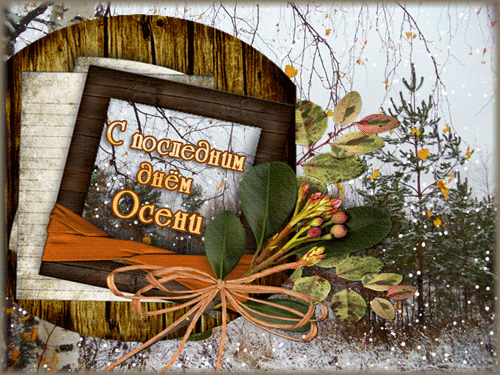 С последним
днём
Осени